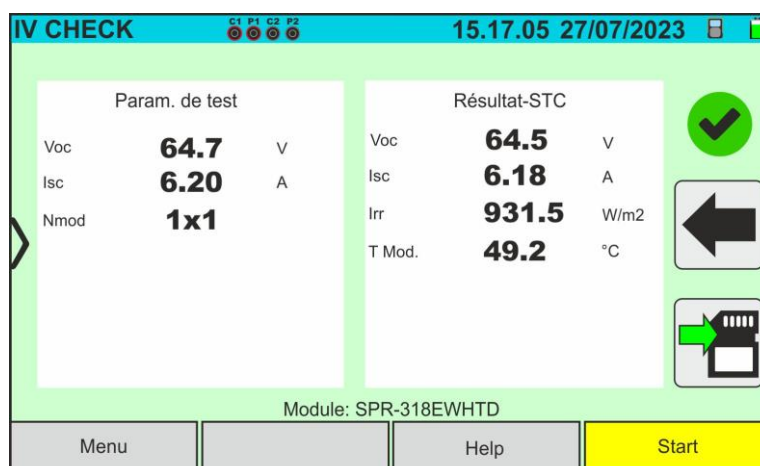 IV CHECK C1 P1 C2 P2 15.17.05 27/07/2023
Param. de test
Voc 64.7 V
Isc 6.20 A
Nmod 1x1
Résultat-STC
Voc 64.5 V
Isc 6.18 A
Irr 931.5 W/m2
T Mod. 49.2 °C
Module: SPR-318EWHTD
Menu Help Start